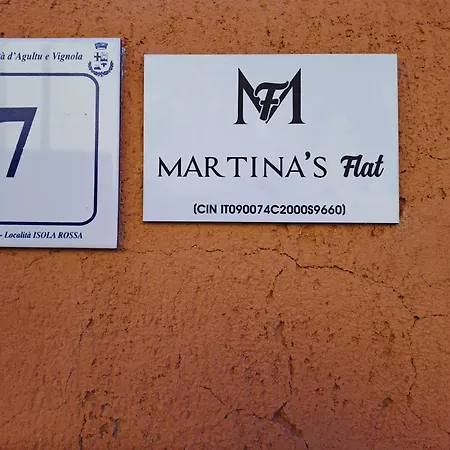 à d'Agultu e Vignola
7
- Località ISOLA ROSSA
MF
MARTINA'S Flat
(CIN IT090074C2000S9660)